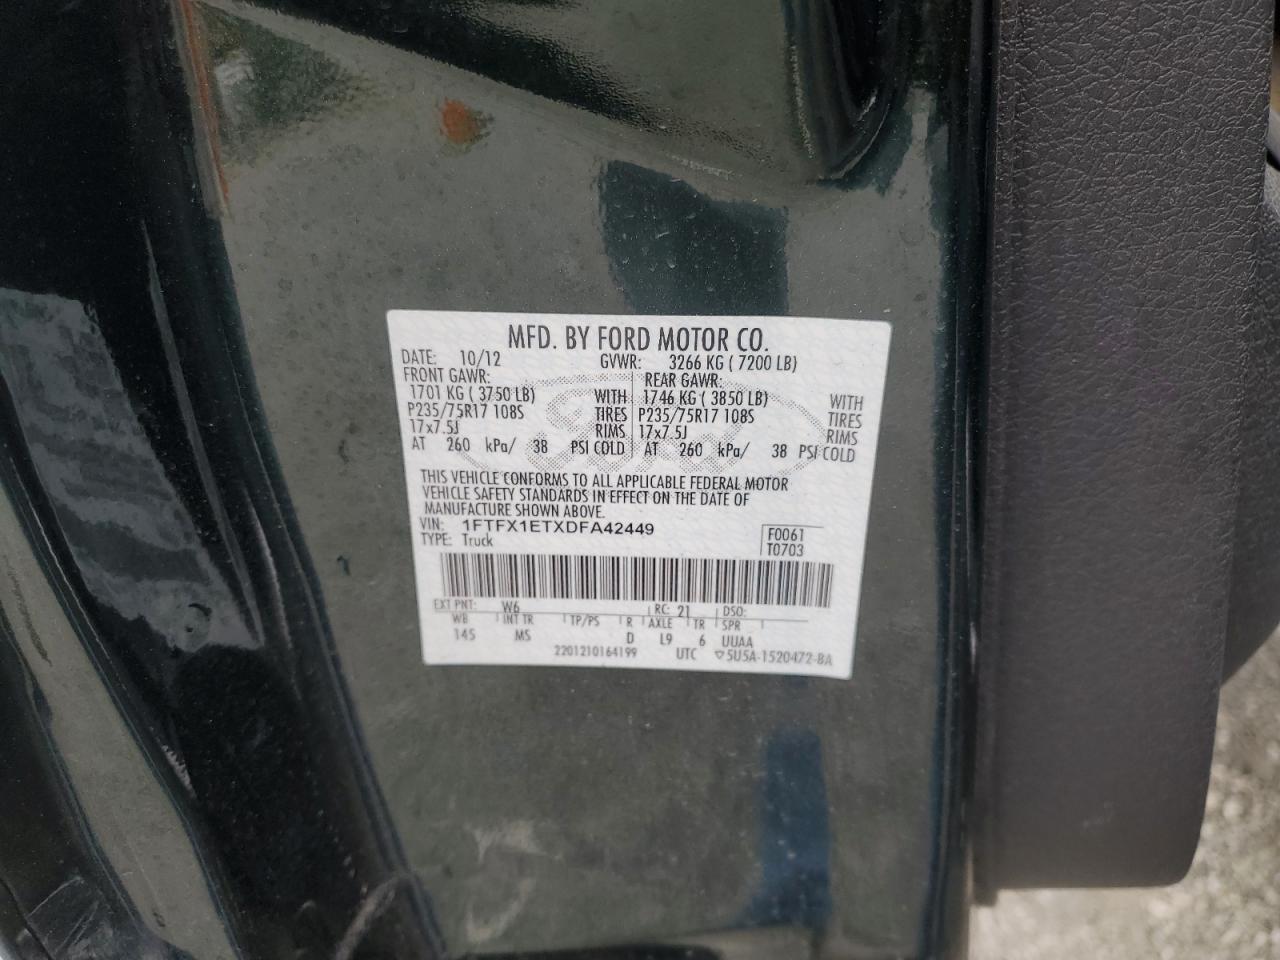 MFD. BY FORD MOTOR CO.
DATE: 10/12 GVWR: 3266 KG ( 7200 LB)
FRONT GAWR: REAR GAWR:
1701 KG ( 3750 LB) WITH 1746 KG ( 3850 LB) WITH
P235/75R17 108S TIRES P235/75R17 108S TIRES
17x7.5J RIMS 17x7.5J RIMS
AT 260 kPa/ 38 PSI COLD AT 260 kPa/ 38 PSI COLD
THIS VEHICLE CONFORMS TO ALL APPLICABLE FEDERAL MOTOR
VEHICLE SAFETY STANDARDS IN EFFECT ON THE DATE OF
MANUFACTURE SHOWN ABOVE.
VIN: 1FTFX1ETXDFA42449 F0061
TYPE: Truck T0703
EXT PNT: W6 RC: 21 DSO:
WB INT TR TP/PS R AXLE TR SPR
145 MS D L9 6 UUAA
2201210164199 UTC ▽5U5A-1520472-BA